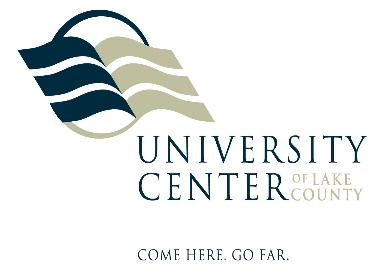 UNIVERSITY
CENTER OF LAKE COUNTY
COME HERE. GO FAR.